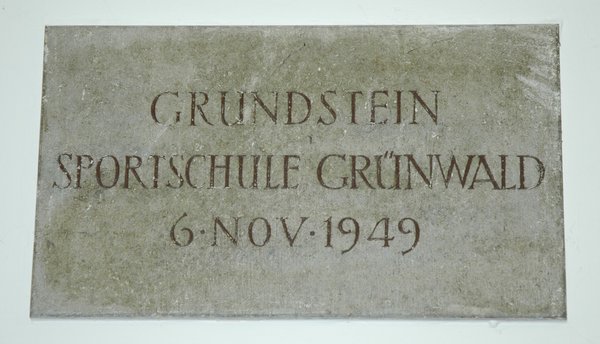 GRUNDSTEIN
SPORTSCHULE GRÜNWALD
6·NOV·1949